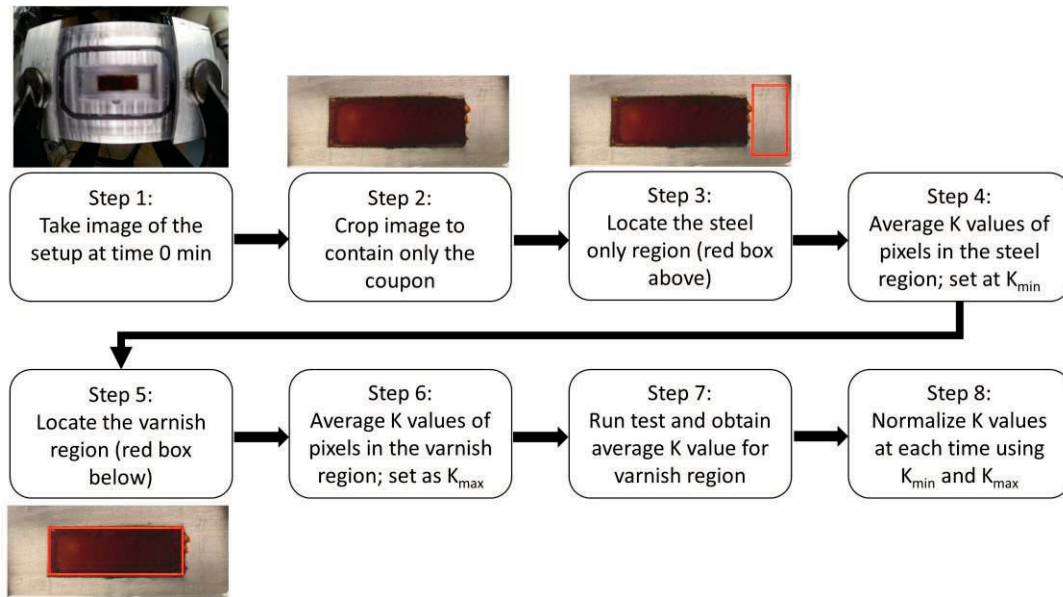 Step 1:
Take image of the
setup at time 0 min
Step 2:
Crop image to
contain only the
coupon
Step 3:
Locate the steel
only region (red box
above)
Step 4:
Average K values of
pixels in the steel
region; set at Kmin
Step 5:
Locate the varnish
region (red box
below)
Step 6:
Average K values of
pixels in the varnish
region; set as Kmax
Step 7:
Run test and obtain
average K value for
varnish region
Step 8:
Normalize K values
at each time using
Kmin and Kmax